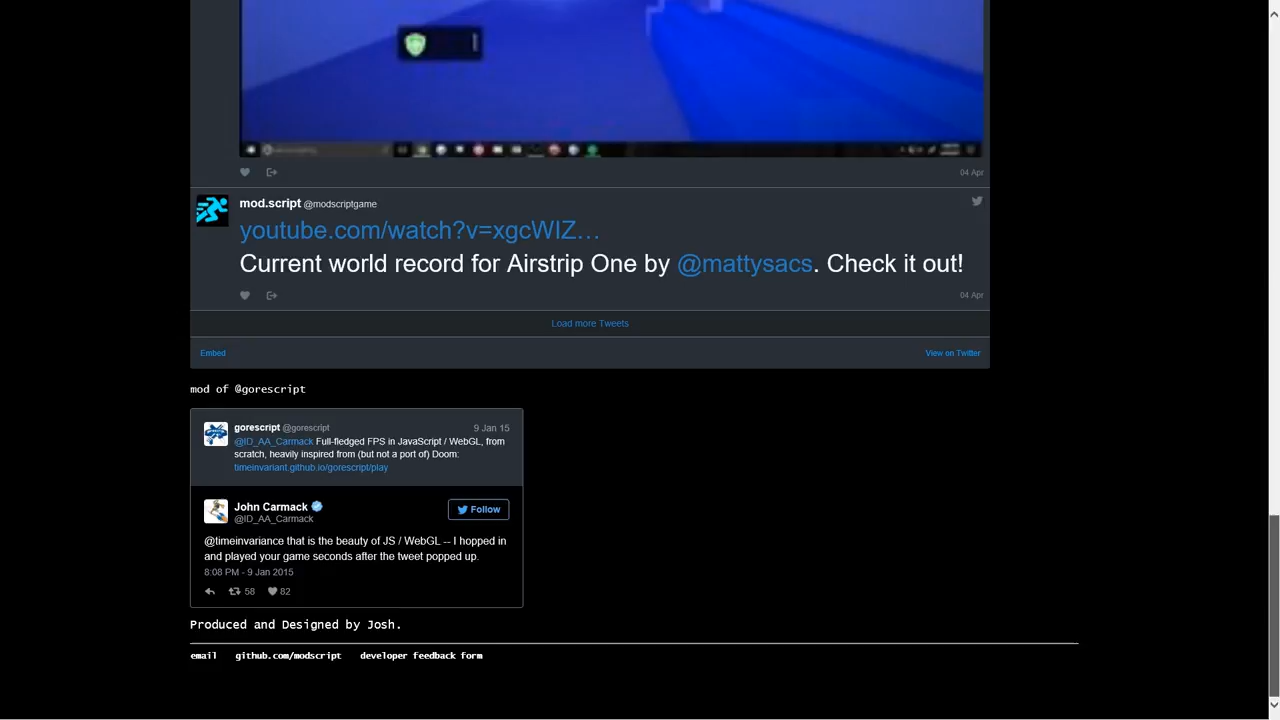 04 Apr
mod.script @modscriptgame
youtube.com/watch?v=xgcWIZ…
Current world record for Airstrip One by @mattysacs. Check it out!
04 Apr
Load more Tweets
Embed
View on Twitter
mod of @gorescript
gorescript @gorescript 9 Jan 15
@ID_AA_Carmack Full-fledged FPS in JavaScript / WebGL, from
scratch, heavily inspired from (but not a port of) Doom:
timeinvariant.github.io/gorescript/play
John Carmack
@ID_AA_Carmack
Follow
@timeinvariance that is the beauty of JS / WebGL -- I hopped in
and played your game seconds after the tweet popped up.
8:08 PM - 9 Jan 2015
58 82
Produced and Designed by Josh.
email github.com/modscript developer feedback form